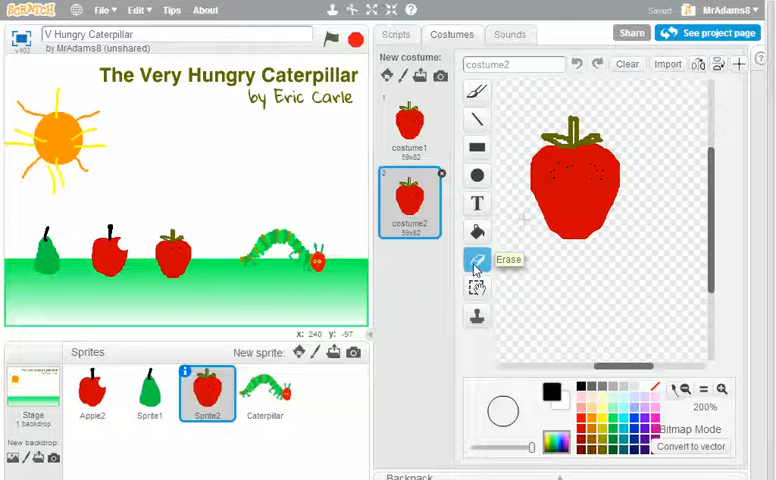 SCRATCH File Edit Tips About Saved MrAdams8
V Hungry Caterpillar
by MrAdams8 (unshared)
v403
Scripts Costumes Sounds Share See project page
The Very Hungry Caterpillar
by Eric Carle
New costume:
costume2 Clear Import
1
costume1
59x82
2
costume2
59x82
T
Erase
x: 240 y: -97
Sprites New sprite:
Stage
1 backdrop
Apple2 Sprite1 Sprite2 Caterpillar
New backdrop:
200%
Bitmap Mode
Convert to vector
Backpack